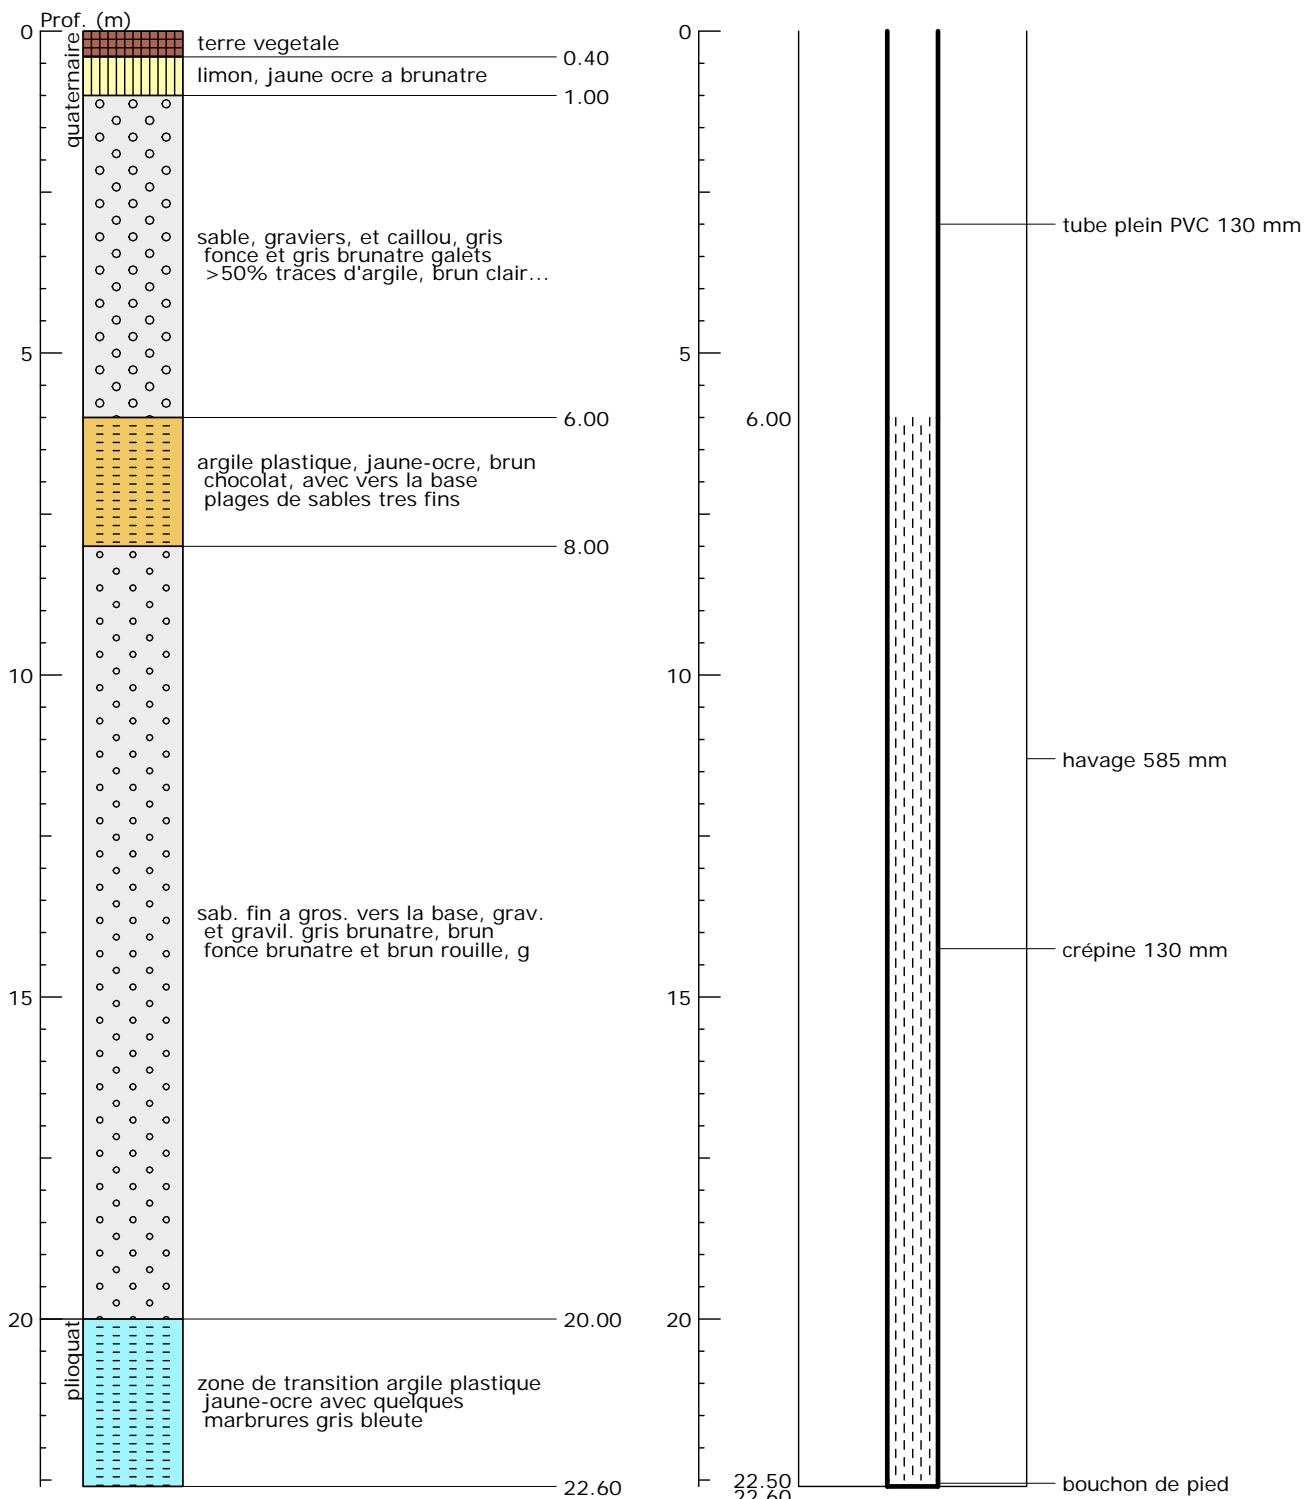 Prof. (m)
0
5
10
15
20
quaternaire
plioquat
terre vegetale
0.40
limon, jaune ocre a brunatre
1.00
sable, graviers, et caillou, gris
fonce et gris brunatre galets
>50% traces d'argile, brun clair...
6.00
argile plastique, jaune-ocre, brun
chocolat, avec vers la base
plages de sables tres fins
8.00
sab. fin a gros. vers la base, grav.
et gravil. gris brunatre, brun
fonce brunatre et brun rouille, g
20.00
zone de transition argile plastique
jaune-ocre avec quelques
marbrures gris bleute
22.60
0
5
10
15
20
6.00
22.50
22.60
tube plein PVC 130 mm
havage 585 mm
crépine 130 mm
bouchon de pied